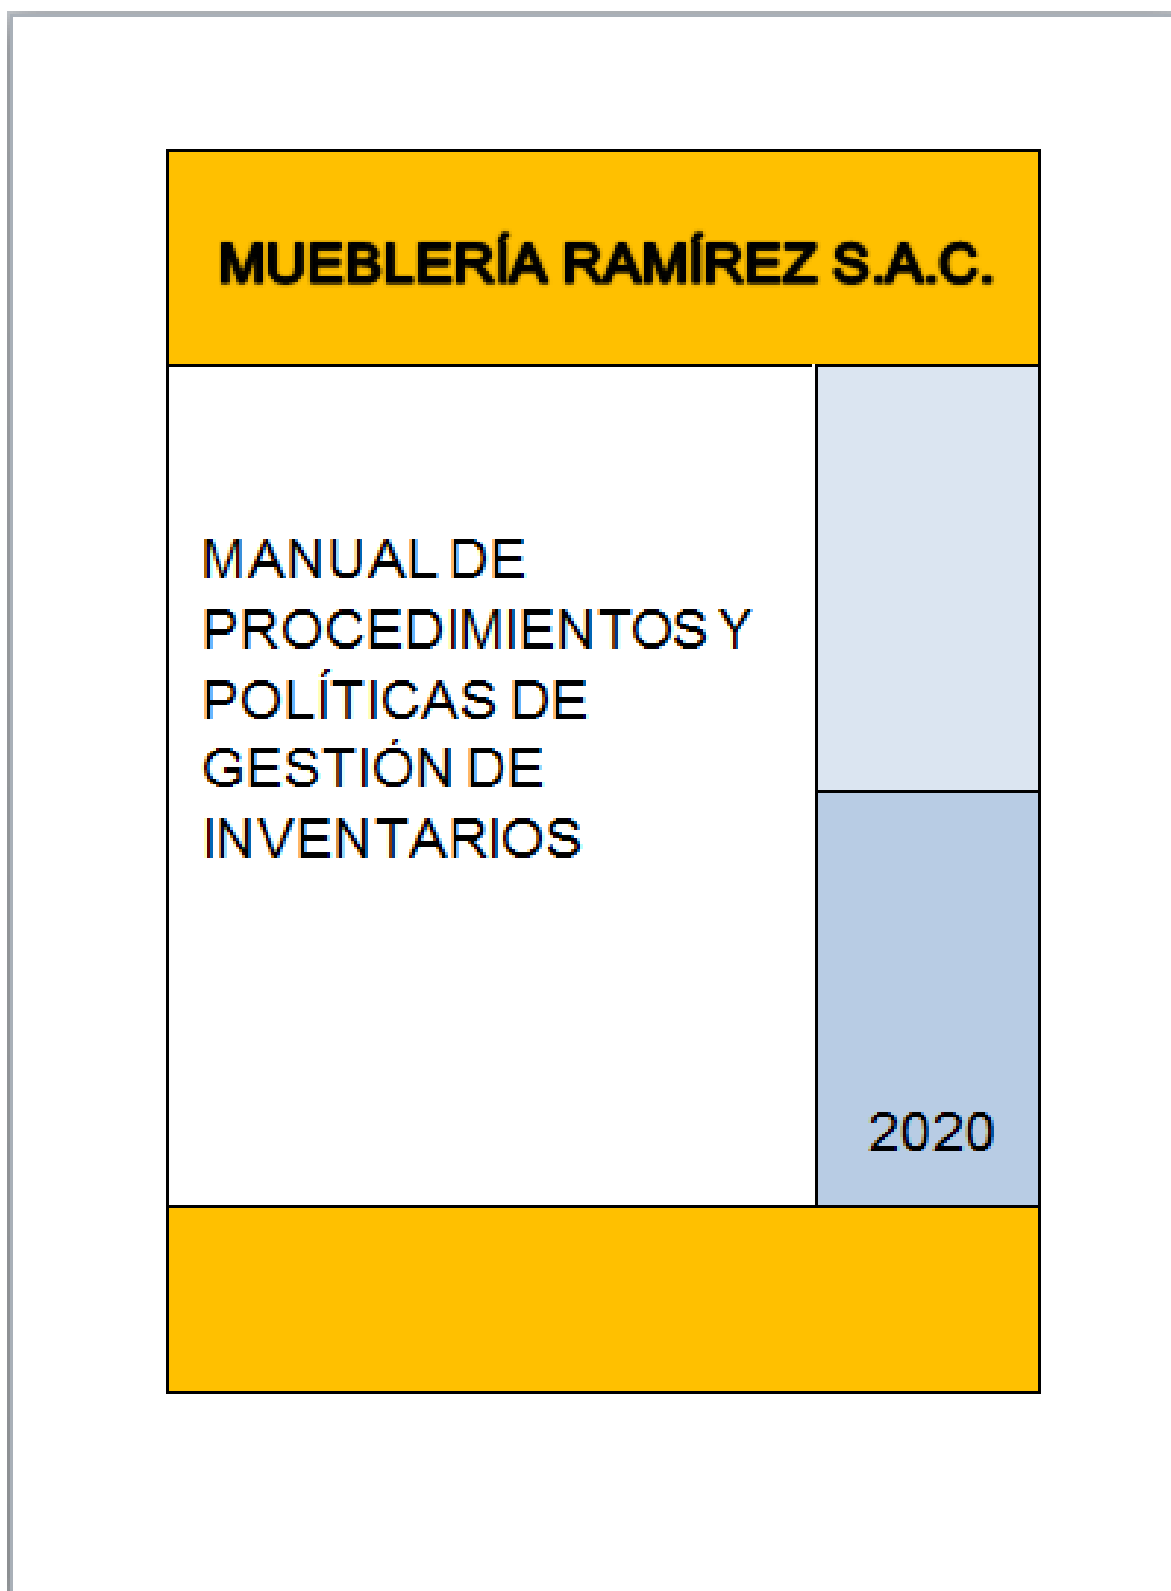 MUEBLERÍA RAMÍREZ S.A.C.
MANUAL DE
PROCEDIMIENTOS Y
POLÍTICAS DE
GESTIÓN DE
INVENTARIOS
2020